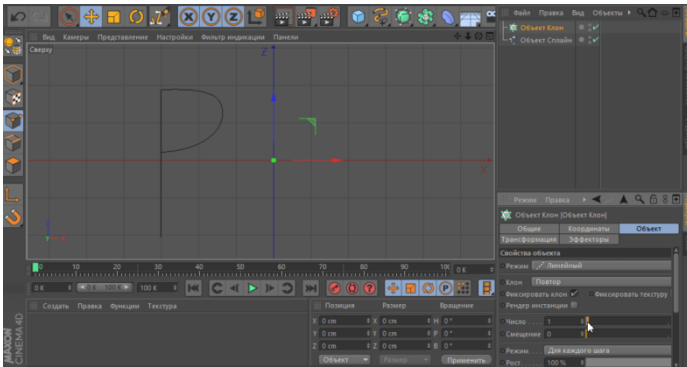 Файл Правка Вид Объекты
Вид Камеры Представление Настройки Фильтр индикации Панели
Объект Клон
Объект Сплайн
Сверху
Z
X
Y
X
Режим Правка
Объект Клон [Объект Клон]
Общие Координаты Объект
Трансформация Эффекторы
Свойства объекта
Режим Линейный
Клон Повтор
Фиксировать клон Фиксировать текстуру
Рендер инстанции
Число 1
Смещение 0
Режим Для каждого шага
Рост 100 %
0 10 20 30 40 50 60 70 80 90 0 K
0 K 0 K 100 K 100 K
Создать Правка Функции Текстура
Позиция Размер Вращение
X 0 cm X 0 cm H 0 °
Y 0 cm Y 0 cm P 0 °
Z 0 cm Z 0 cm B 0 °
Объект Размер Применить
MAXON
CINEMA4D